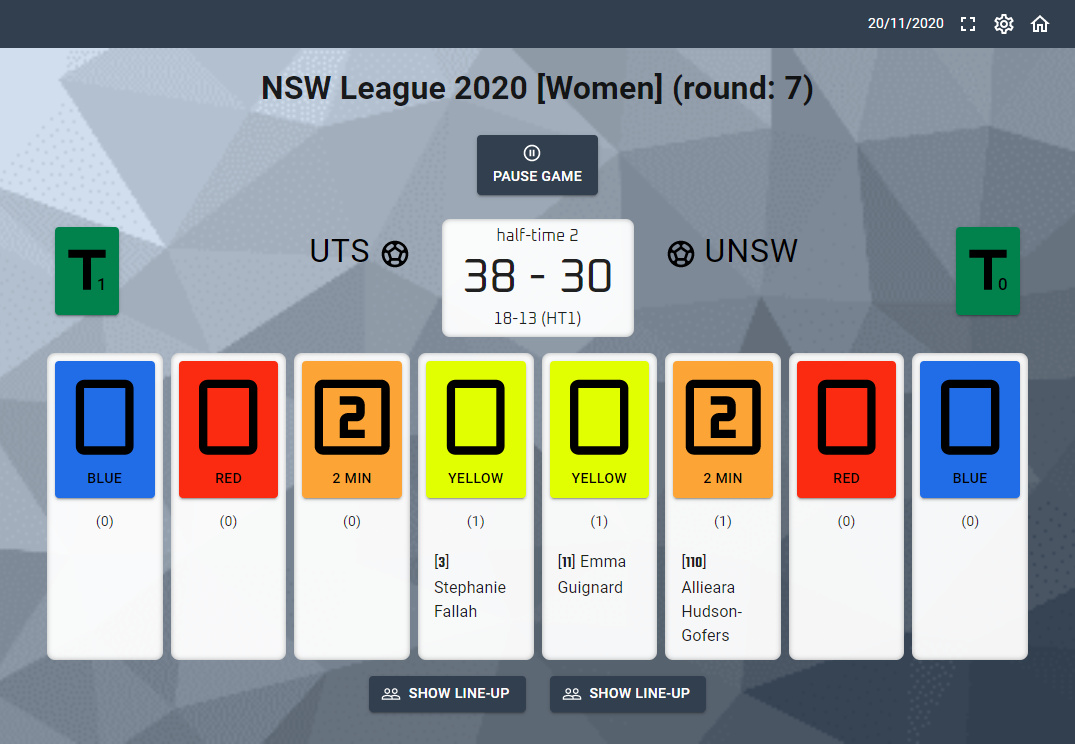 20/11/2020
NSW League 2020 [Women] (round: 7)
PAUSE GAME
T1
UTS
half-time 2
38 - 30
18-13 (HT1)
UNSW
T0
BLUE
(0)
RED
(0)
2
2 MIN
(0)
YELLOW
(1)
[3]
Stephanie
Fallah
YELLOW
(1)
[11] Emma
Guignard
2
2 MIN
(1)
[110]
Allieara
Hudson-
Gofers
RED
(0)
BLUE
(0)
SHOW LINE-UP
SHOW LINE-UP